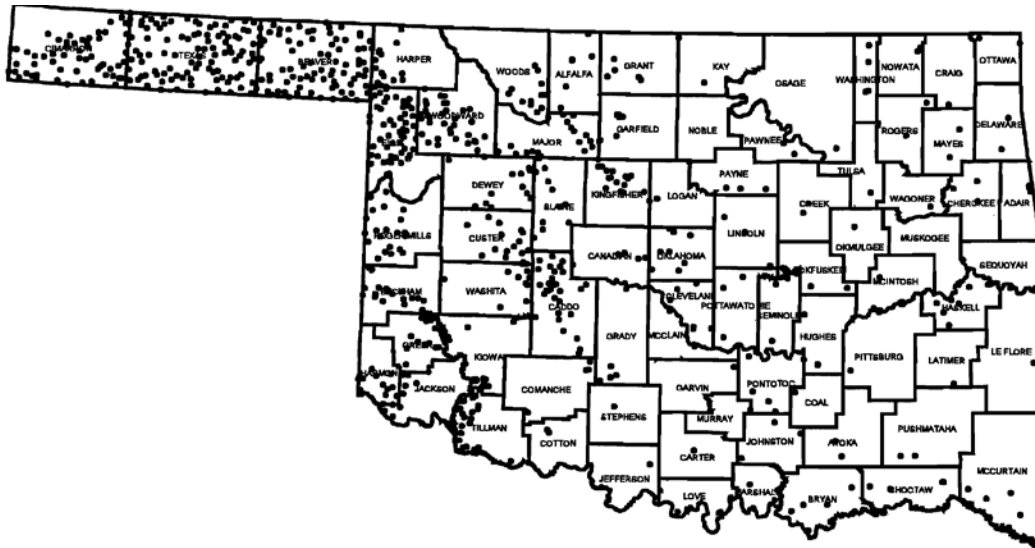 CIMARRON
TEXAS
BEAVER
HARPER
WOODS
ALFALFA
GRANT
KAY
OSAGE
WASHINGTON
NOWATA
CRAIG
OTTAWA
WOODWARD
MAJOR
GARFIELD
NOBLE
PAWNEE
ROGERS
MAYES
DELAWARE
DEWEY
BLAINE
KINGFISHER
LOGAN
PAYNE
CREEK
TULSA
WAGONER
CHEROKEE
ADAIR
ROGER MILLS
CUSTER
CANADIAN
OKLAHOMA
LINCOLN
OKMULGEE
MUSKOGEE
SEQUOYAH
WASHITA
CADDO
GRADY
MCCLAIN
CLEVELAND
SEMINOLE
HUGHES
MCINTOSH
HASKELL
PITTSBURG
LATIMER
LE FLORE
GREER
KIOWA
HARMON
JACKSON
COMANCHE
GARVIN
PONTOTOC
COAL
TILLMAN
COTTON
STEPHENS
MURRAY
JOHNSTON
ATOKA
PUSHMATAHA
JEFFERSON
CARTER
LOVE
MARSHALL
BRYAN
CHOCTAW
MCCURTAIN